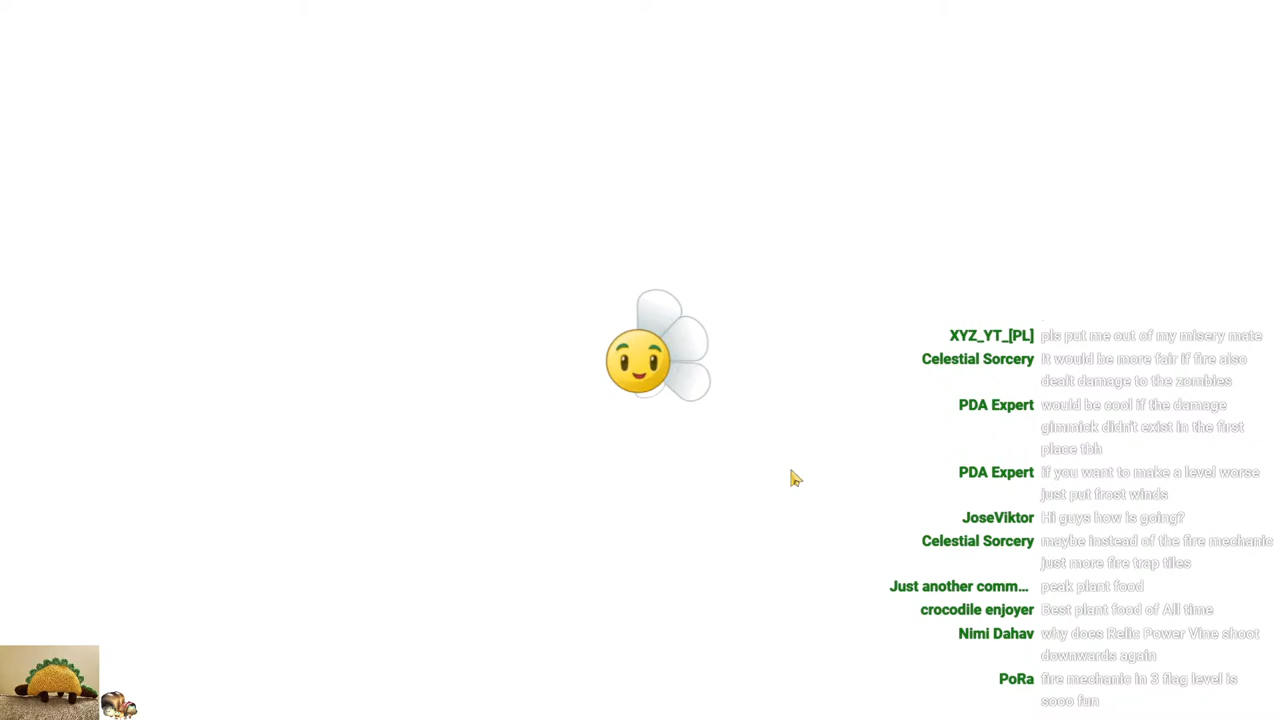 XYZ_YT_[PL] pls put me out of my misery mate
Celestial Sorcery It would be more fair if fire also
dealt damage to the zombies
PDA Expert would be cool if the damage
gimmick didn't exist in the first
place tbh
PDA Expert if you want to make a level worse
just put frost winds
JoseViktor Hi guys how is going?
Celestial Sorcery maybe instead of the fire mechanic
just more fire trap tiles
Just another comm... peak plant food
crocodile enjoyer Best plant food of All time
Nimi Dahav why does Relic Power Vine shoot
downwards again
PoRa fire mechanic in 3 flag level is
sooo fun